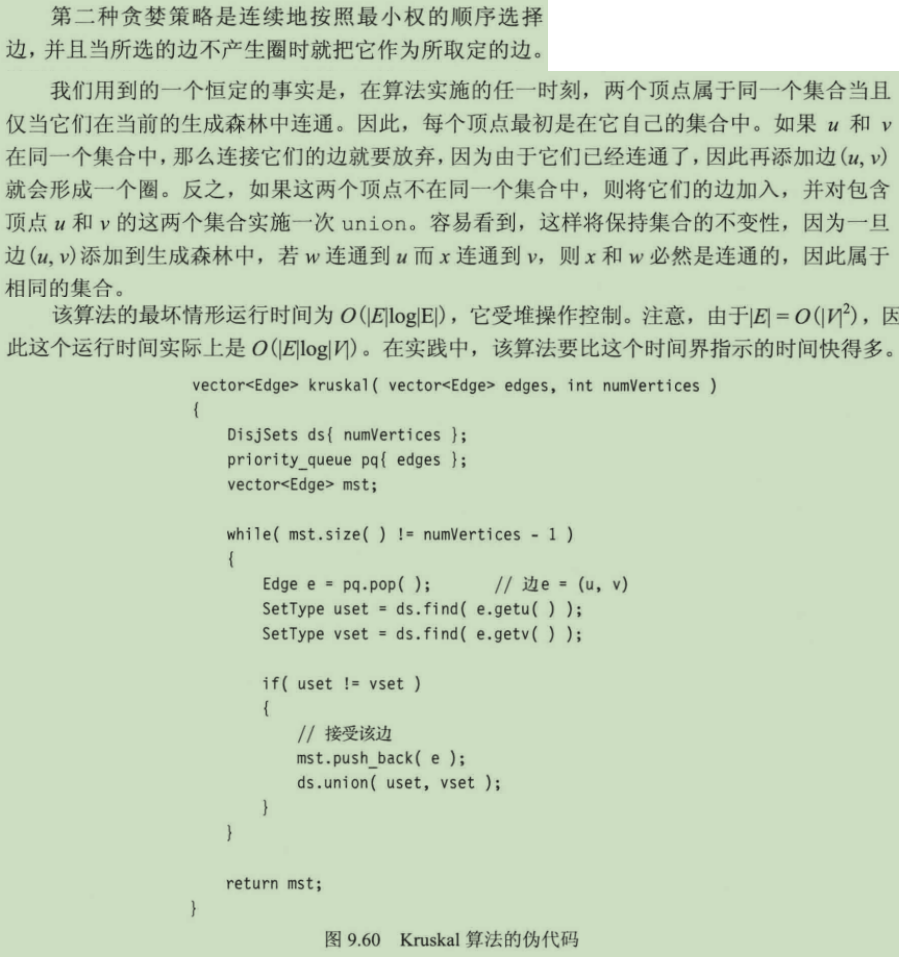 第二种贪婪策略是连续地按照最小权的顺序选择
边，并且当所选的边不产生圈时就把它作为所取定的边。
我们用到的一个恒定的事实是，在算法实施的任一时刻，两个顶点属于同一个集合当且
仅当它们在当前的生成森林中连通。因此，每个顶点最初是在它自己的集合中。如果 u 和 v
在同一个集合中，那么连接它们的边就要放弃，因为由于它们已经连通了，因此再添加边(u, v)
就会形成一个圈。反之，如果这两个顶点不在同一个集合中，则将它们的边加入，并对包含
顶点 u 和 v 的这两个集合实施一次 union。容易看到，这样将保持集合的不变性，因为一旦
边(u, v)添加到生成森林中，若 w 连通到 u 而 x 连通到 v，则 x 和 w 必然是连通的，因此属于
相同的集合。
该算法的最坏情形运行时间为 O(|E|log|E|)，它受堆操作控制。注意，由于|E| = O(|V|²)，因
此这个运行时间实际上是 O(|E|log|V|)。在实践中，该算法要比这个时间界指示的时间快得多。
vector<Edge> kruskal( vector<Edge> edges, int numVertices )
{
    DisjSets ds{ numVertices };
    priority_queue pq{ edges };
    vector<Edge> mst;
    while( mst.size( ) != numVertices - 1 )
    {
        Edge e = pq.pop( );       // 边e = (u, v)
        SetType uset = ds.find( e.getu( ) );
        SetType vset = ds.find( e.getv( ) );
        if( uset != vset )
        {
            // 接受该边
            mst.push_back( e );
            ds.union( uset, vset );
        }
    }
    return mst;
}
图 9.60 Kruskal 算法的伪代码